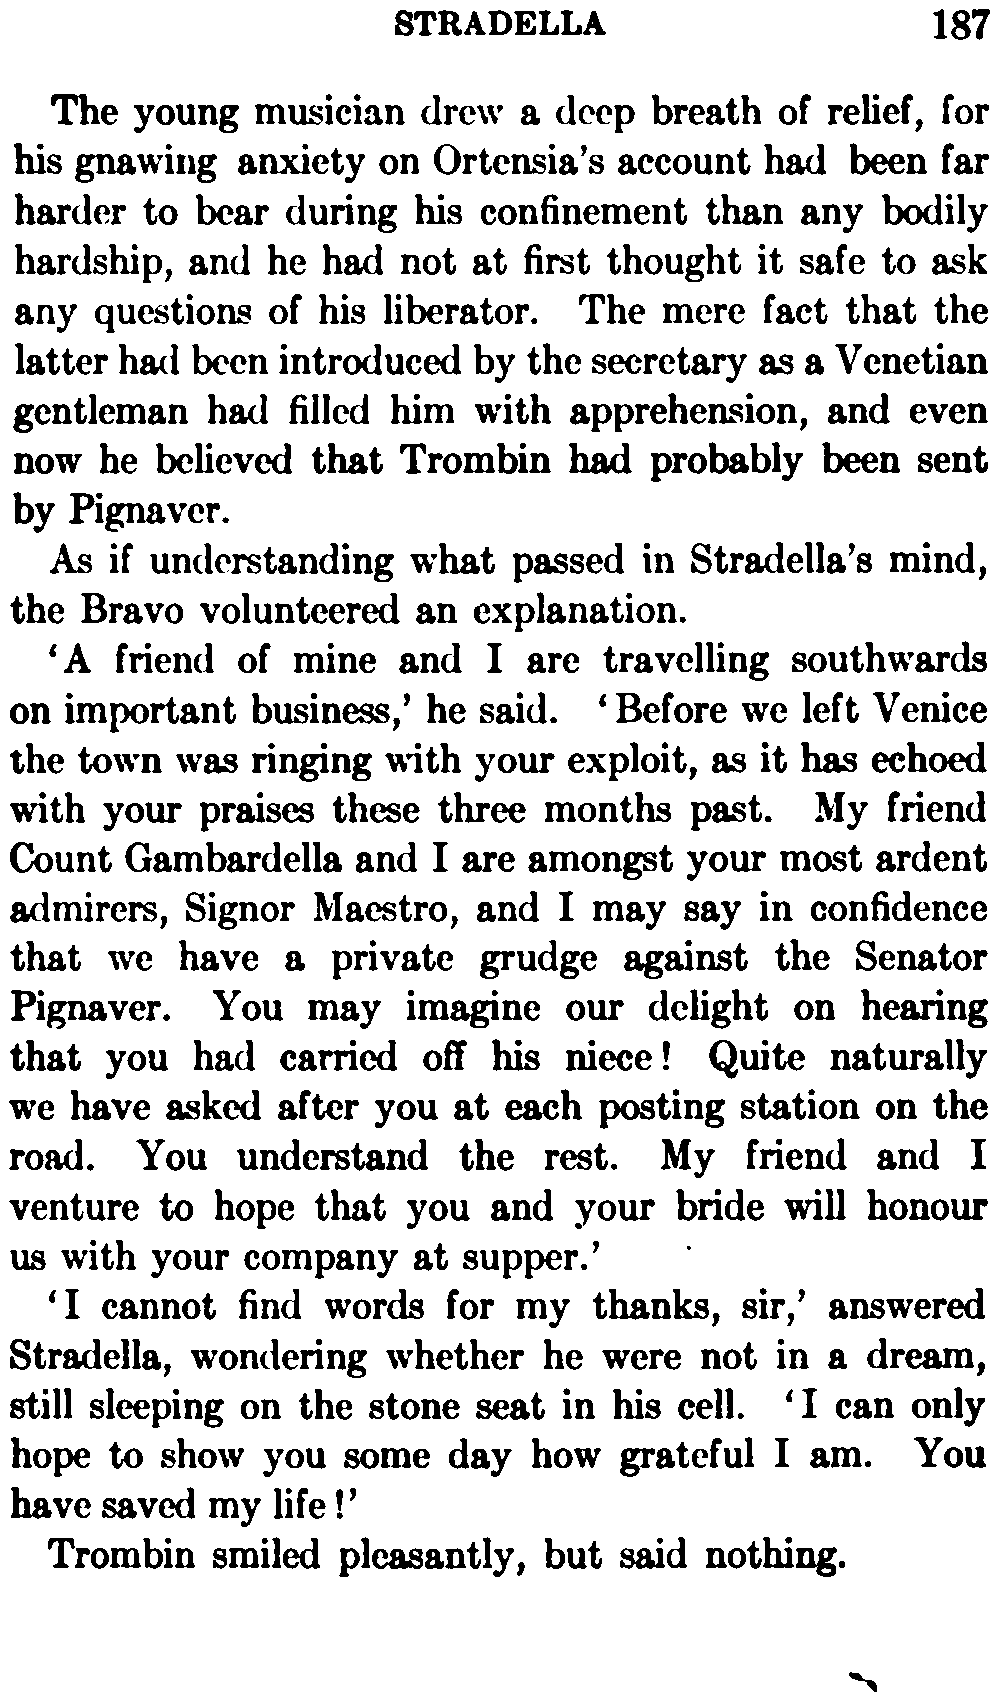 STRADELLA 187
The young musician drew a deep breath of relief, for
his gnawing anxiety on Ortensia's account had been far
harder to bear during his confinement than any bodily
hardship, and he had not at first thought it safe to ask
any questions of his liberator. The mere fact that the
latter had been introduced by the secretary as a Venetian
gentleman had filled him with apprehension, and even
now he believed that Trombin had probably been sent
by Pignaver.
As if understanding what passed in Stradella's mind,
the Bravo volunteered an explanation.
'A friend of mine and I are travelling southwards
on important business,' he said. 'Before we left Venice
the town was ringing with your exploit, as it has echoed
with your praises these three months past. My friend
Count Gambardella and I are amongst your most ardent
admirers, Signor Maestro, and I may say in confidence
that we have a private grudge against the Senator
Pignaver. You may imagine our delight on hearing
that you had carried off his niece! Quite naturally
we have asked after you at each posting station on the
road. You understand the rest. My friend and I
venture to hope that you and your bride will honour
us with your company at supper.'
'I cannot find words for my thanks, sir,' answered
Stradella, wondering whether he were not in a dream,
still sleeping on the stone seat in his cell. 'I can only
hope to show you some day how grateful I am. You
have saved my life!'
Trombin smiled pleasantly, but said nothing.